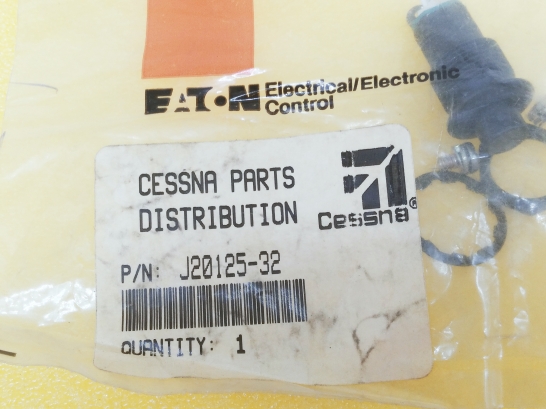 EATON Electrical/Electronic
Control
CESSNA PARTS
DISTRIBUTION
Cessna®
P/N: J20125-32
QUANTITY: 1